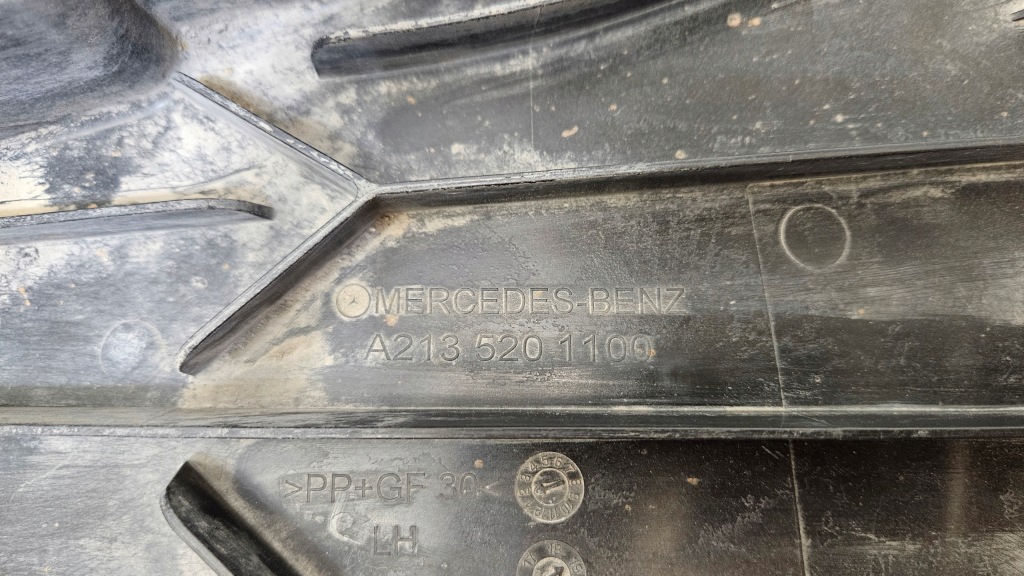 MERCEDES-BENZ
A213 520 1100
>PP+GF 30<
LH